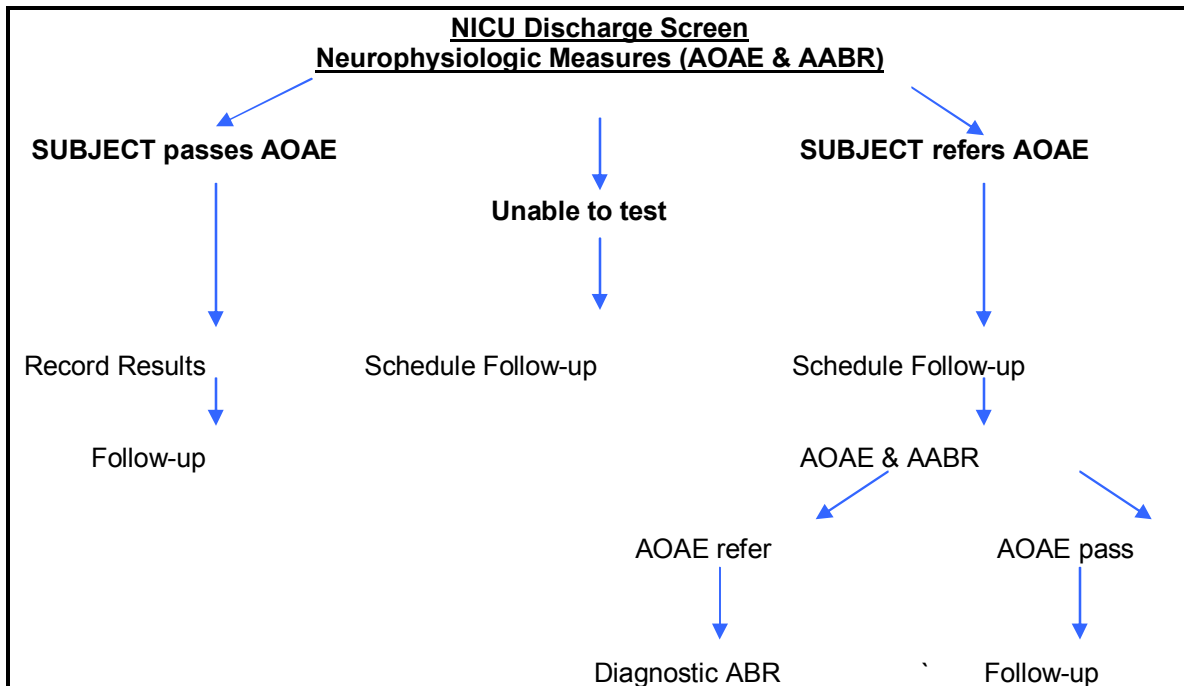 NICU Discharge Screen
Neurophysiologic Measures (AOAE & AABR)
SUBJECT passes AOAE
SUBJECT refers AOAE
Unable to test
Record Results
Schedule Follow-up
Schedule Follow-up
Follow-up
AOAE & AABR
AOAE refer
AOAE pass
Diagnostic ABR
` Follow-up